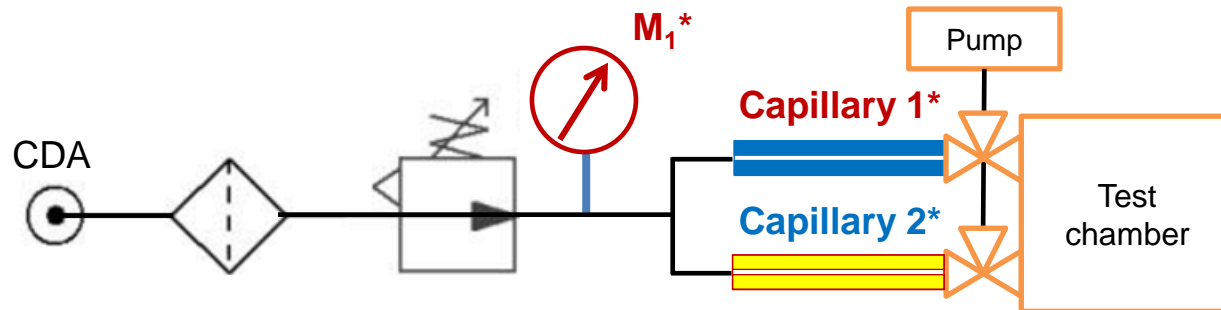 M₁*
Pump
Capillary 1*
CDA
Capillary 2*
Test
chamber